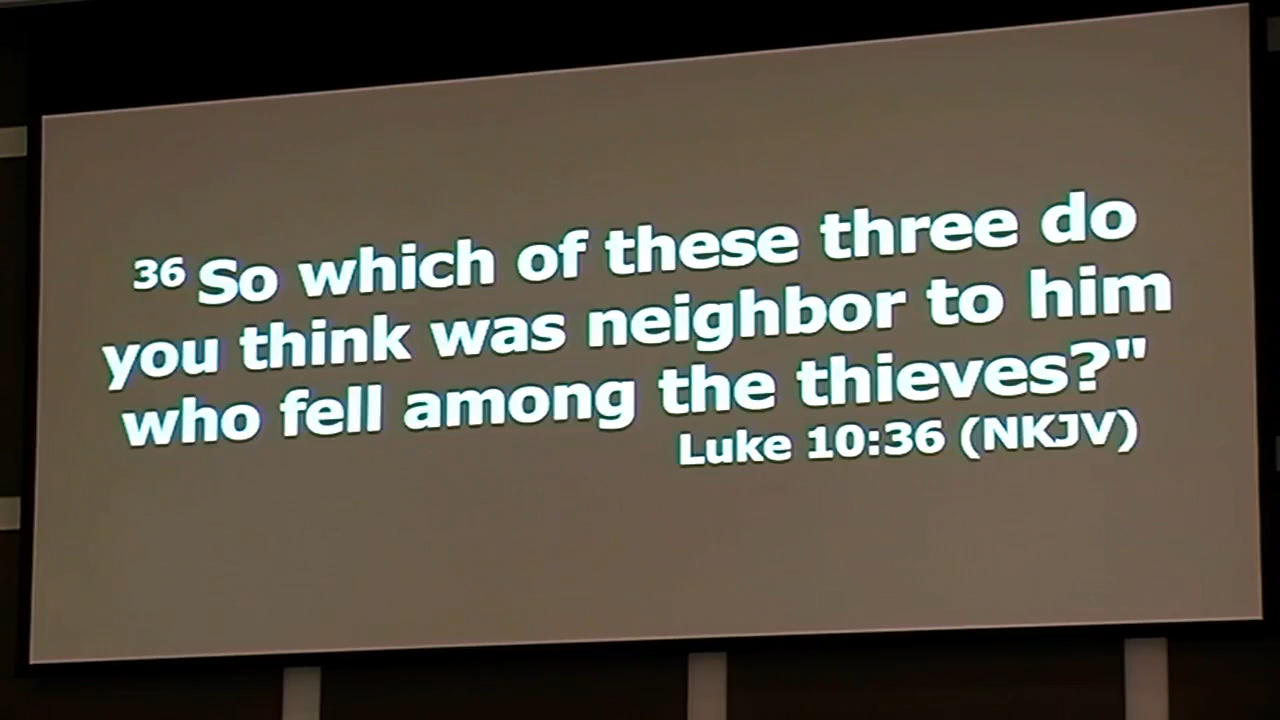 36 So which of these three do
you think was neighbor to him
who fell among the thieves?"
Luke 10:36 (NKJV)